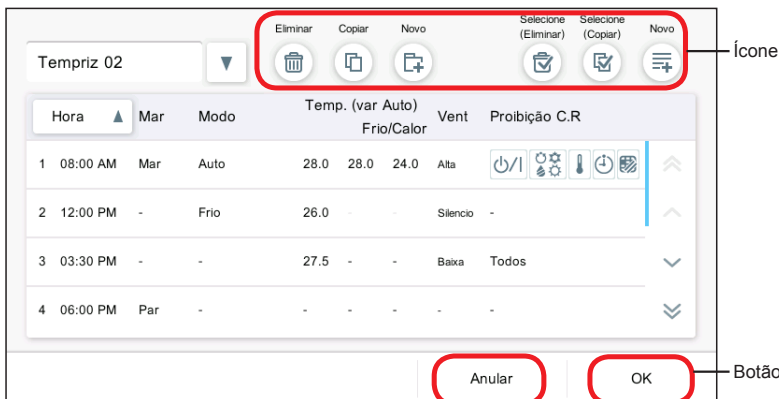 Eliminar Copiar Novo Selecione (Eliminar) Selecione (Copiar) Novo
Ícone
Tempriz 02
Hora Mar Modo Temp. (var Auto) Frio/Calor Vent Proibição C.R
1 08:00 AM Mar Auto 28.0 28.0 24.0 Alta
2 12:00 PM - Frio 26.0 - - Silencio -
3 03:30 PM - - 27.5 - - Baixa Todos
4 06:00 PM Par - - - - - -
Anular OK
Botão